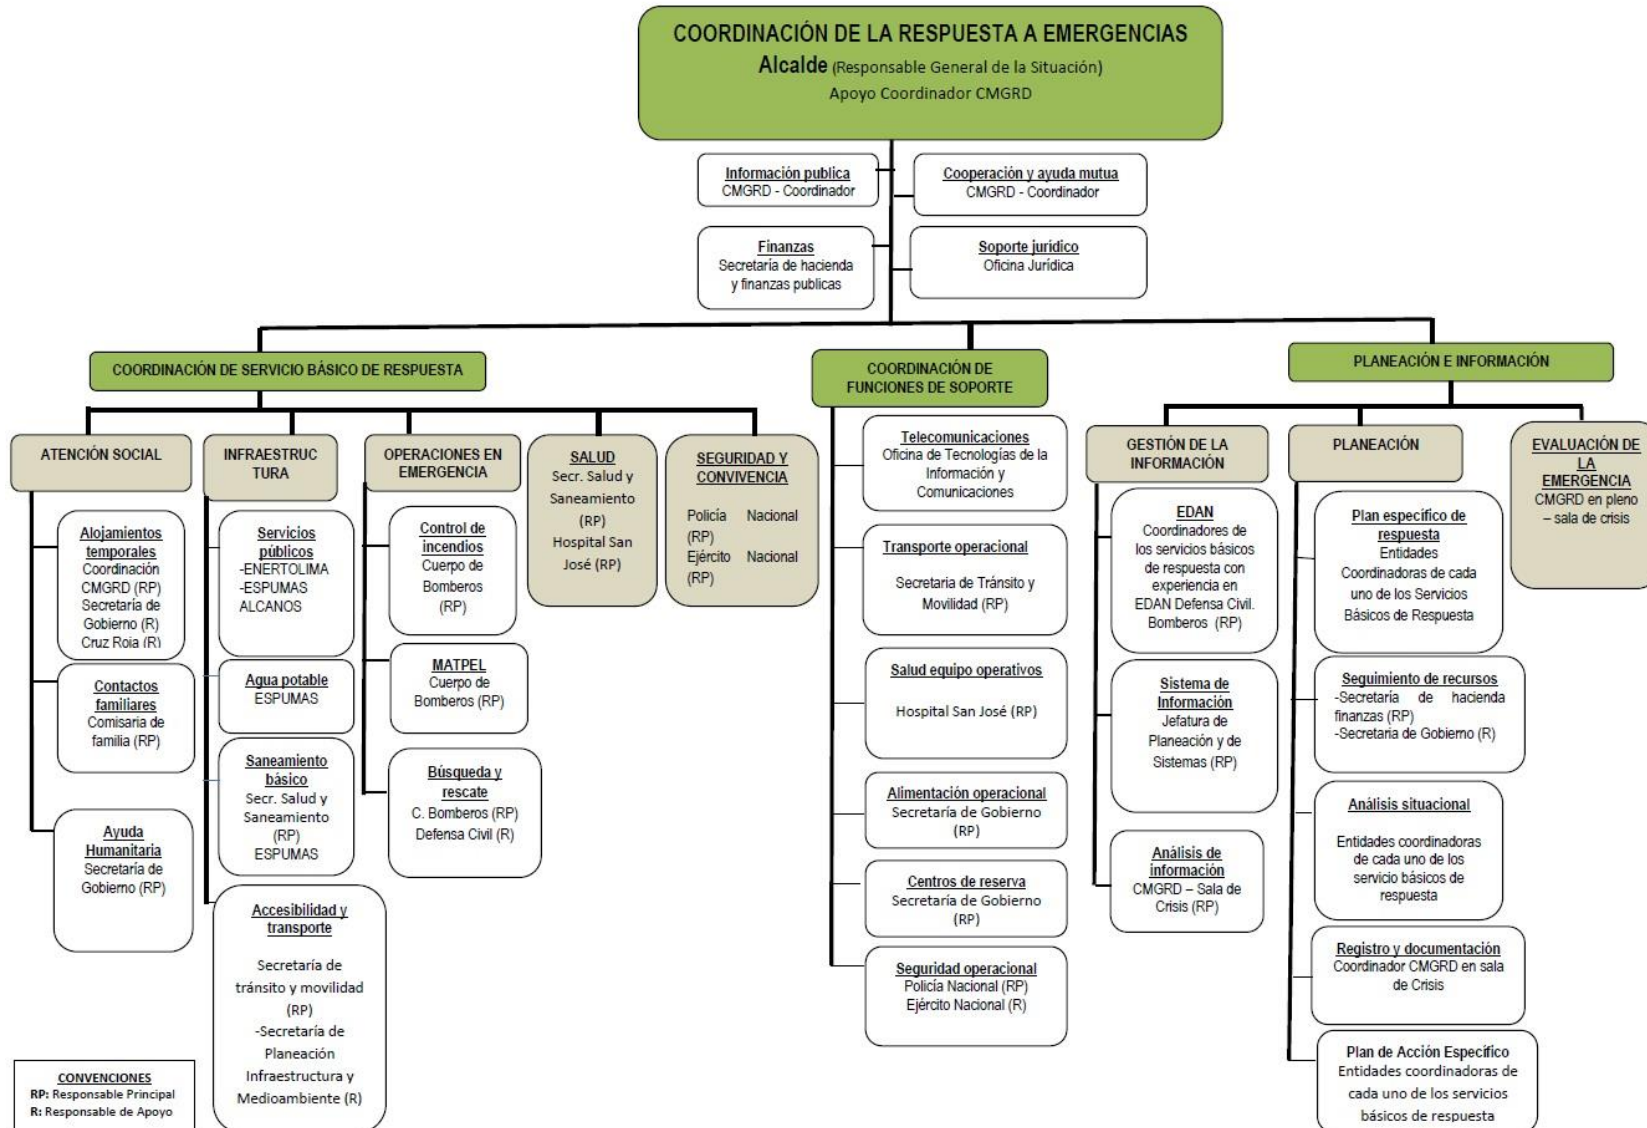 COORDINACIÓN DE LA RESPUESTA A EMERGENCIAS
Alcalde (Responsable General de la Situación)
Apoyo Coordinador CMGRD
Información publica
CMGRD - Coordinador
Cooperación y ayuda mutua
CMGRD - Coordinador
Finanzas
Secretaría de hacienda
y finanzas publicas
Soporte jurídico
Oficina Jurídica
COORDINACIÓN DE SERVICIO BÁSICO DE RESPUESTA
ATENCIÓN SOCIAL
Alojamientos
temporales
Coordinación
CMGRD (RP)
Secretaría de
Gobierno (R)
Cruz Roja (R)
Contactos
familiares
Comisaria de
familia (RP)
Ayuda
Humanitaria
Secretaría de
Gobierno (RP)
INFRAESTRUC
TURA
Servicios
públicos
-ENERTOLIMA
-ESPUMAS
ALCANOS
Agua potable
ESPUMAS
Saneamiento
básico
Secr. Salud y
Saneamiento
(RP)
ESPUMAS
Accesibilidad y
transporte
Secretaría de
tránsito y movilidad
(RP)
-Secretaría de
Planeación
Infraestructura y
Medioambiente (R)
OPERACIONES EN
EMERGENCIA
Control de
incendios
Cuerpo de
Bomberos
(RP)
MATPEL
Cuerpo de
Bomberos (RP)
Búsqueda y
rescate
C. Bomberos (RP)
Defensa Civil (R)
SALUD
Secr. Salud y
Saneamiento
(RP)
Hospital San
José (RP)
SEGURIDAD Y
CONVIVENCIA
Policía Nacional
(RP)
Ejército Nacional
(RP)
COORDINACIÓN DE
FUNCIONES DE SOPORTE
Telecomunicaciones
Oficina de Tecnologías de la
Información y
Comunicaciones
Transporte operacional
Secretaria de Tránsito y
Movilidad (RP)
Salud equipo operativos
Hospital San José (RP)
Alimentación operacional
Secretaría de Gobierno
(RP)
Centros de reserva
Secretaría de Gobierno
(RP)
Seguridad operacional
Policía Nacional (RP)
Ejército Nacional (R)
PLANEACIÓN E INFORMACIÓN
GESTIÓN DE LA
INFORMACIÓN
EDAN
Coordinadores de
los servicios básicos
de respuesta con
experiencia en
EDAN Defensa Civil.
Bomberos (RP)
Sistema de
Información
Jefatura de
Planeación y de
Sistemas (RP)
Análisis de
información
CMGRD – Sala de
Crisis (RP)
PLANEACIÓN
Plan específico de
respuesta
Entidades
Coordinadoras de cada
uno de los Servicios
Básicos de Respuesta
Seguimiento de recursos
-Secretaría de hacienda
finanzas (RP)
-Secretaria de Gobierno (R)
Análisis situacional
Entidades coordinadoras
de cada uno de los
servicio básicos de
respuesta
Registro y documentación
Coordinador CMGRD en sala
de Crisis
Plan de Acción Específico
Entidades coordinadoras de
cada uno de los servicios
básicos de respuesta
EVALUACIÓN DE
LA
EMERGENCIA
CMGRD en pleno
– sala de crisis
CONVENCIONES
RP: Responsable Principal
R: Responsable de Apoyo